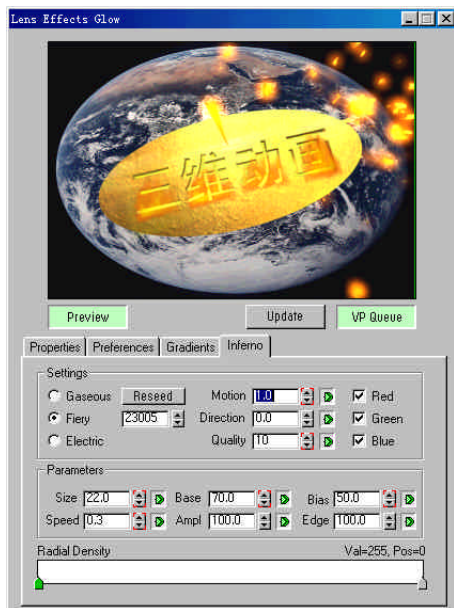 Lens Effects Glow
三维动画
Preview Update VP Queue
Properties Preferences Gradients Inferno
Settings
Gaseous Reseed Motion 1.0 Red
Fiery 23005 Direction 0.0 Green
Electric Quality 10 Blue
Parameters
Size 22.0 Base 70.0 Bias 50.0
Speed 0.3 Ampl 100.0 Edge 100.0
Radial Density Val=255, Pos=0